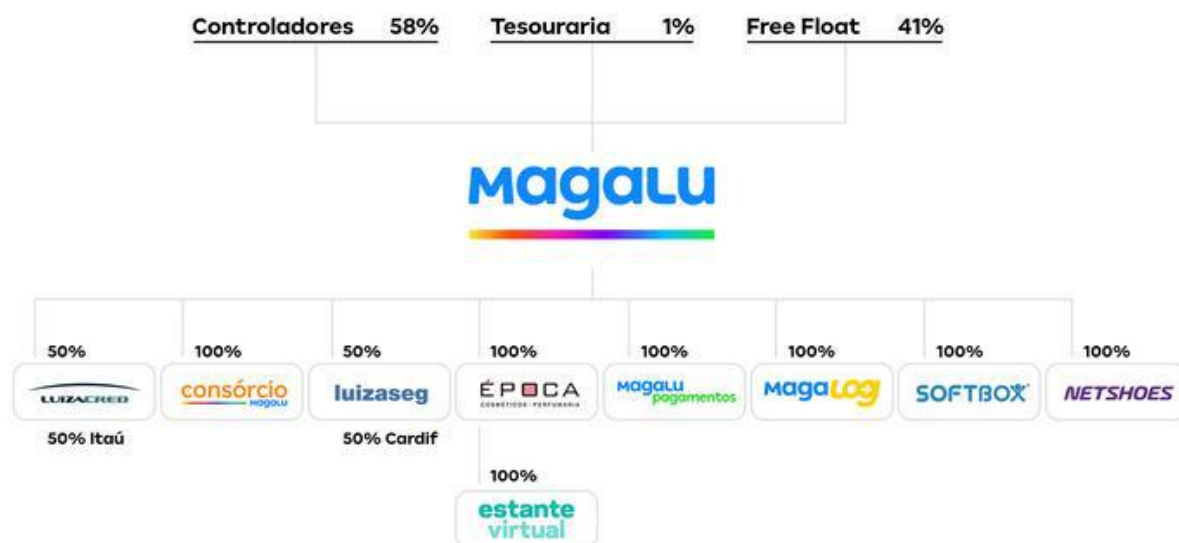 Controladores 58% Tesouraria 1% Free Float 41%
Magalu
50% 100% 50% 100% 100% 100% 100% 100%
LUIZACRED consórcio Magalu luizaseg ÉPOCA COSMÉTICOS · PERFUMARIA Magalu pagamentos MagaLOG SOFTBOX NETSHOES
50% Itaú 50% Cardif
100%
estante
virtual